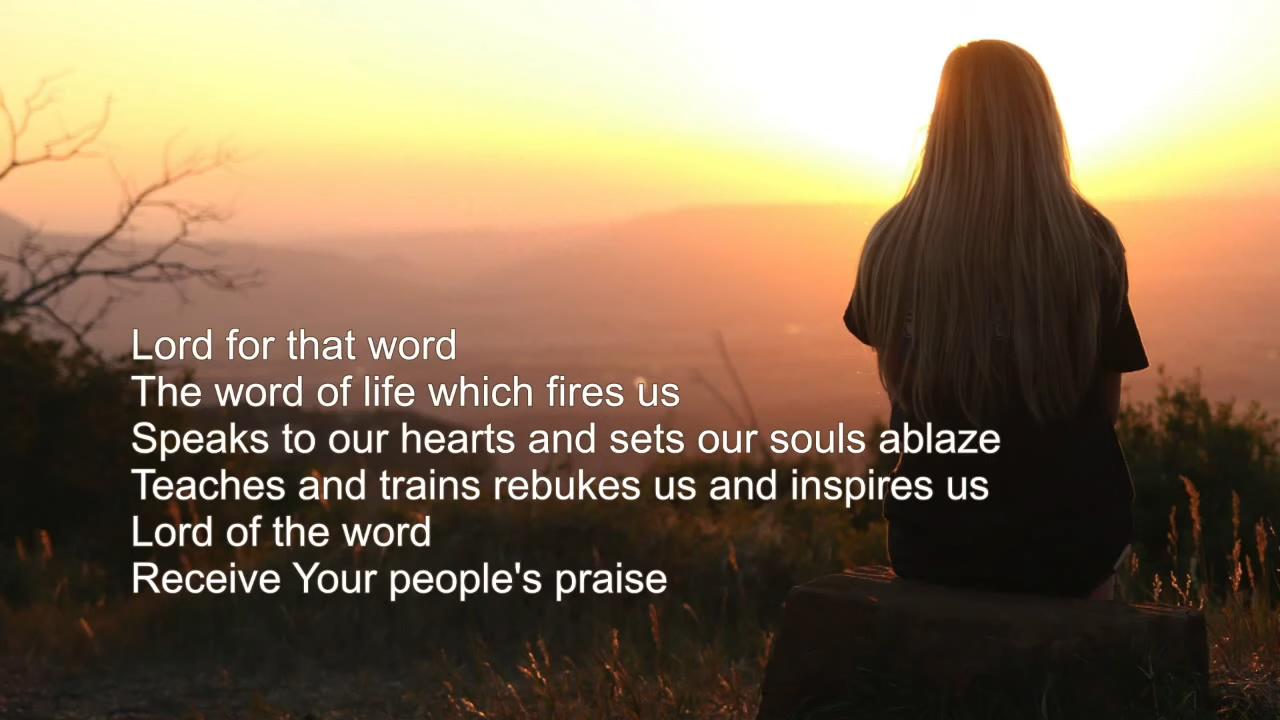 Lord for that word
The word of life which fires us
Speaks to our hearts and sets our souls ablaze
Teaches and trains rebukes us and inspires us
Lord of the word
Receive Your people's praise